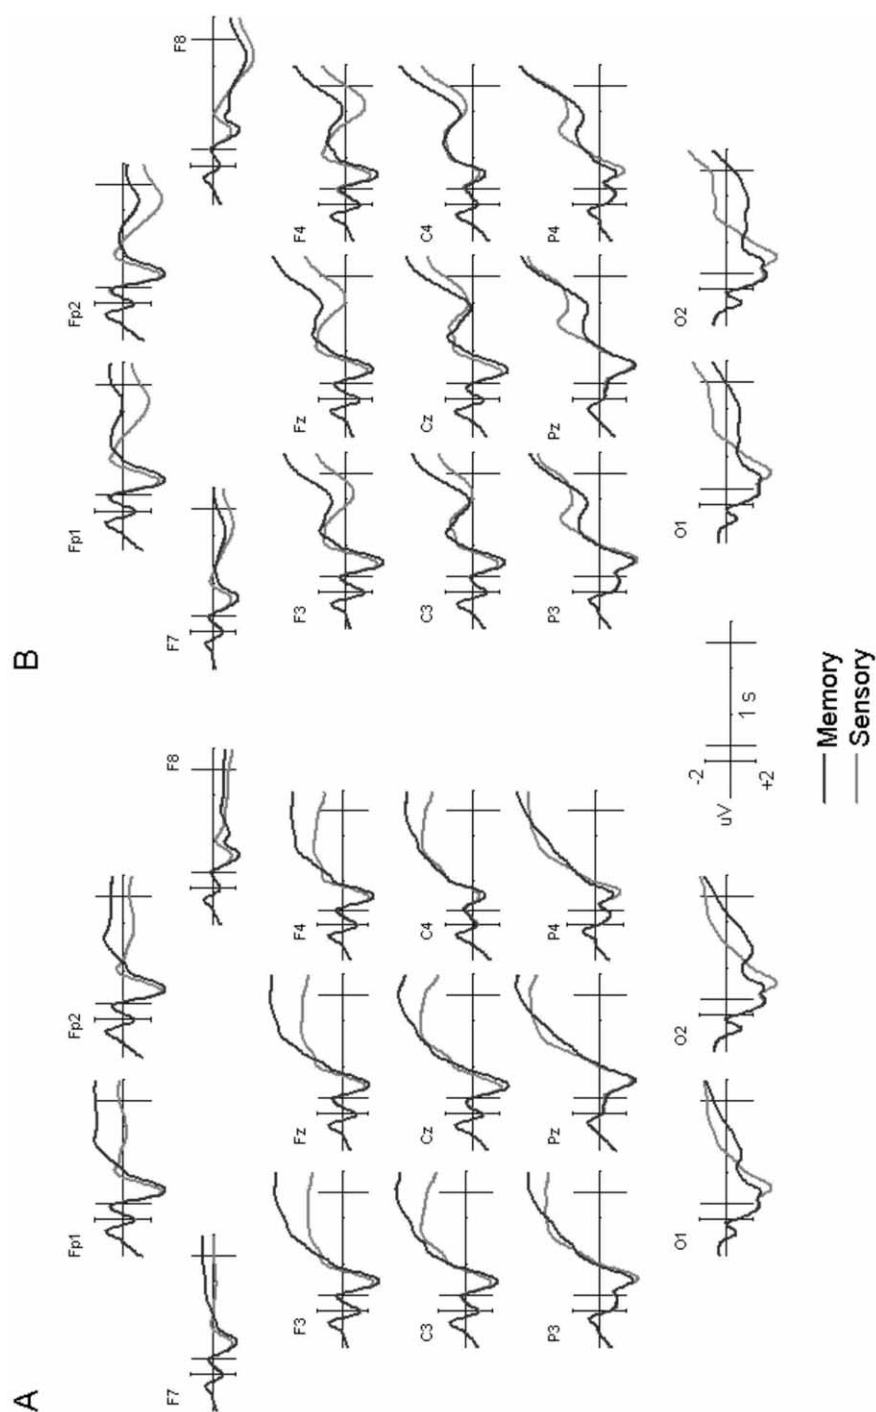 A
Fp1
Fp2
F7
F8
F3
Fz
F4
C3
Cz
C4
P3
Pz
P4
O1
O2
B
Fp1
Fp2
F7
F8
F3
Fz
F4
C3
Cz
C4
P3
Pz
P4
O1
O2
-2
uV
1 s
+2
Memory
Sensory